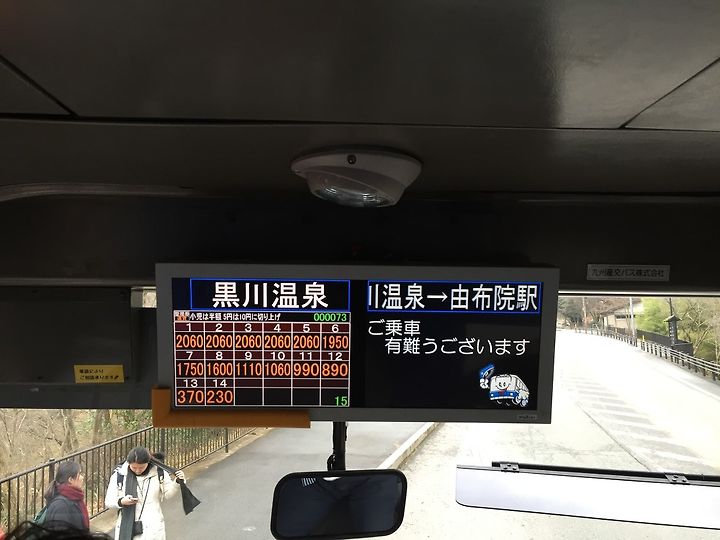 黒川温泉
川温泉→由布院駅
小児は半額 5円は10円に切り上げ
000073
1 2 3 4 5 6
2060 2060 2060 2060 2060 1950
7 8 9 10 11 12
1750 1600 1110 1060 990 890
13 14
370 230
15
ご乗車
有難うございます
九州産交バス株式会社